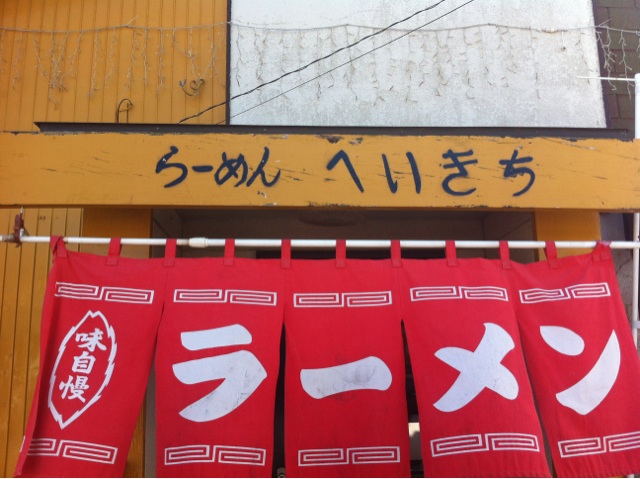 らーめん へいきち
味自慢
ラーメン